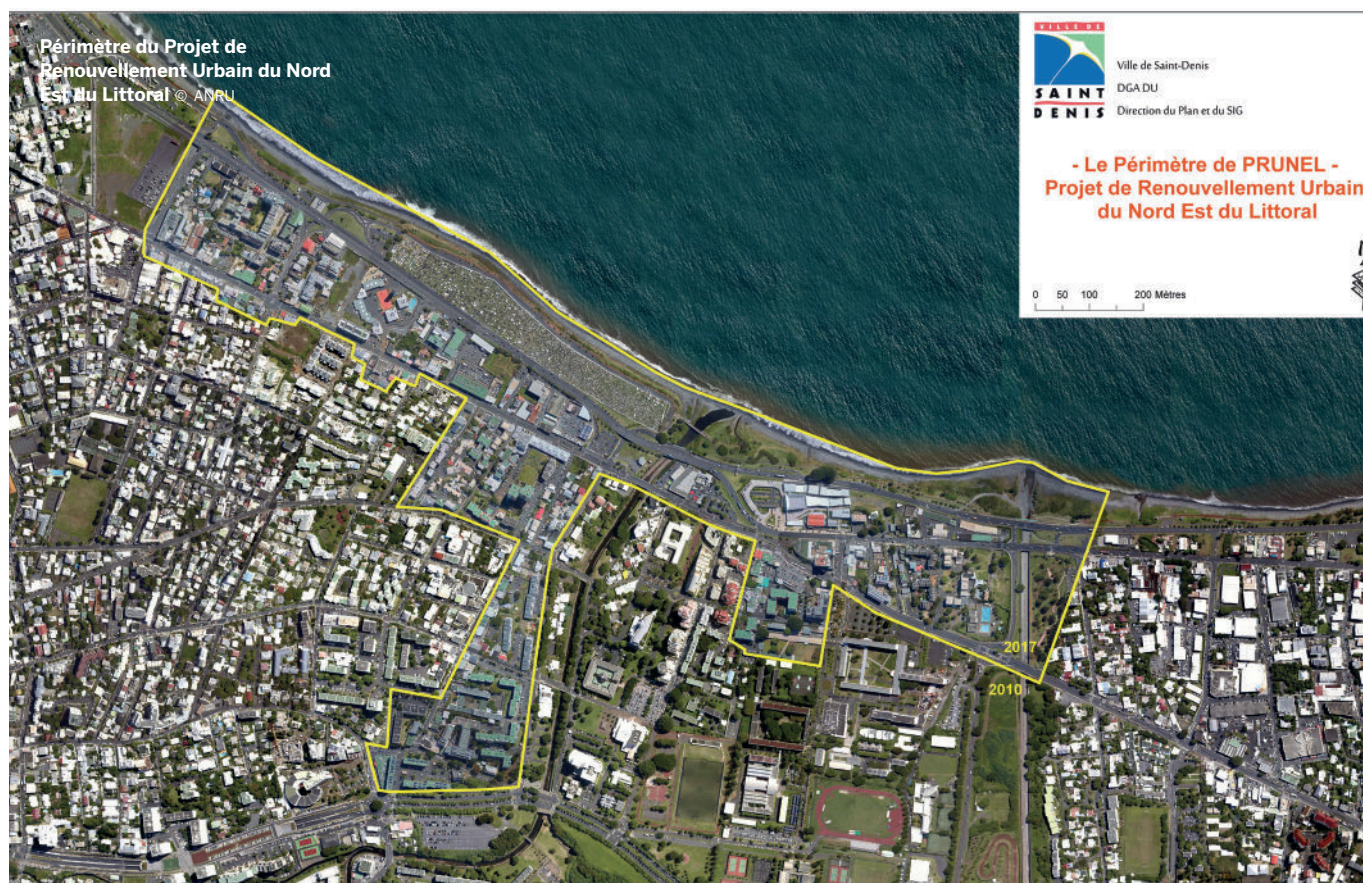 Périmètre du Projet de
Renouvellement Urbain du Nord
Est du Littoral © ANRU
VILLE DE
SAINT
DENIS
Ville de Saint-Denis
DGA DU
Direction du Plan et du SIG
- Le Périmètre de PRUNEL -
Projet de Renouvellement Urbain
du Nord Est du Littoral
0 50 100 200 Mètres
2017
2010